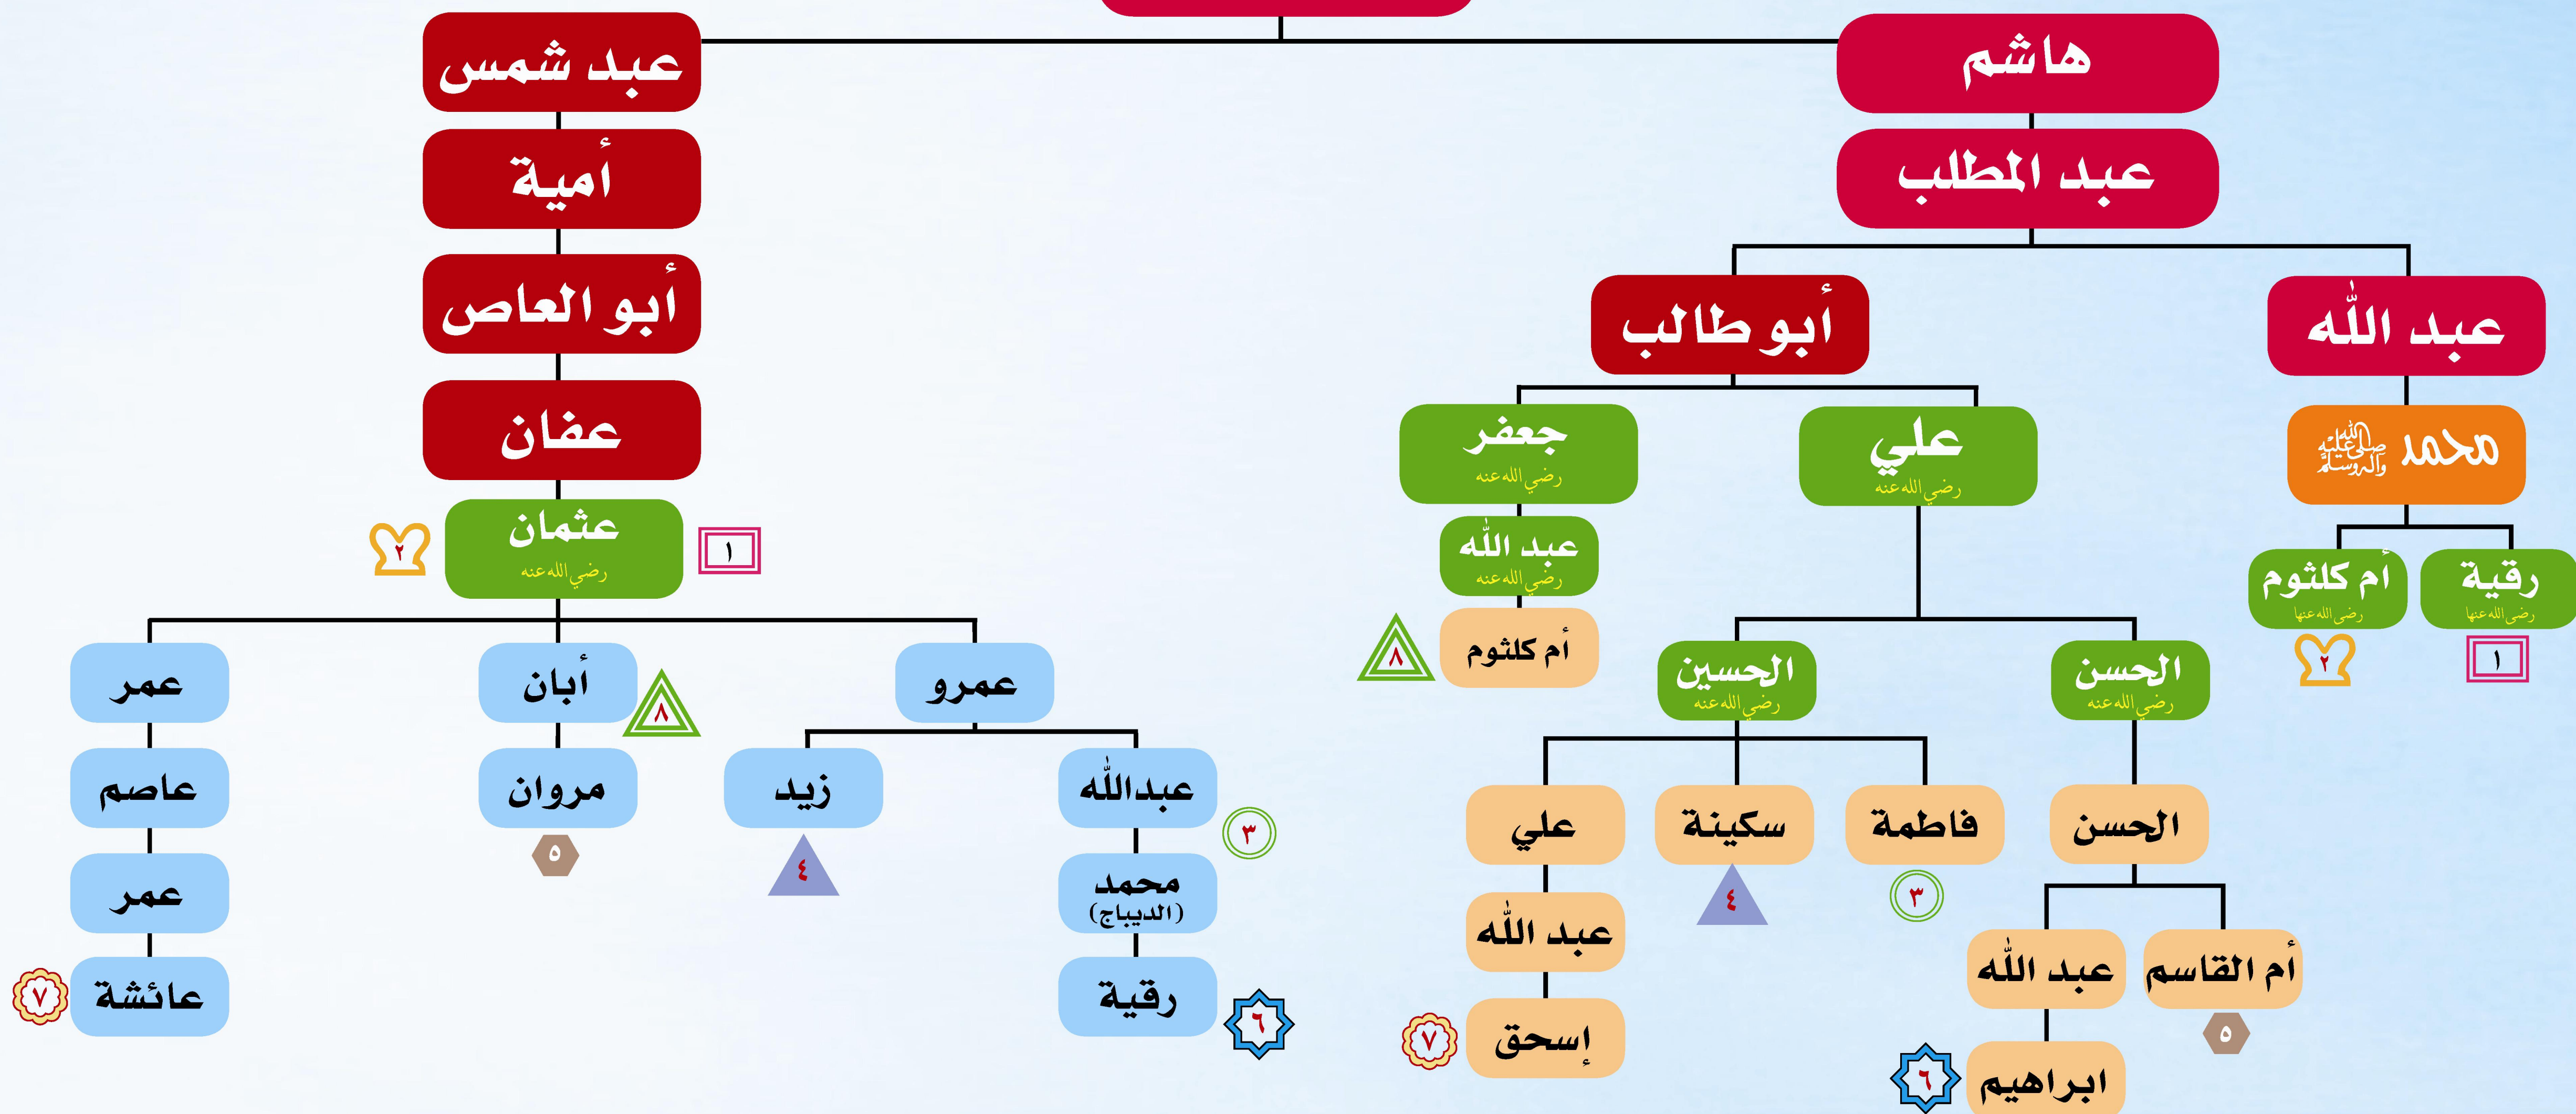 هاشم
عبد شمس
عبد المطلب
أمية
عبد الله
أبو طالب
أبو العاص
محمد ﷺ
علي
رضي الله عنه
جعفر
رضي الله عنه
عفان
رقية
رضي الله عنها
١
أم كلثوم
رضي الله عنها
٢
عبد الله
رضي الله عنه
أم كلثوم
٨
١
عثمان
رضي الله عنه
٢
الحسن
رضي الله عنه
الحسين
رضي الله عنه
عمرو
أبان
٨
عمر
الحسن
فاطمة
٣
سكينة
٤
علي
عبدالله
٣
زيد
٤
مروان
٥
عاصم
عبد الله
محمد
(الديباج)
عمر
أم القاسم
٥
عبد الله
إسحق
٧
رقية
٦
عائشة
٧
ابراهيم
٦